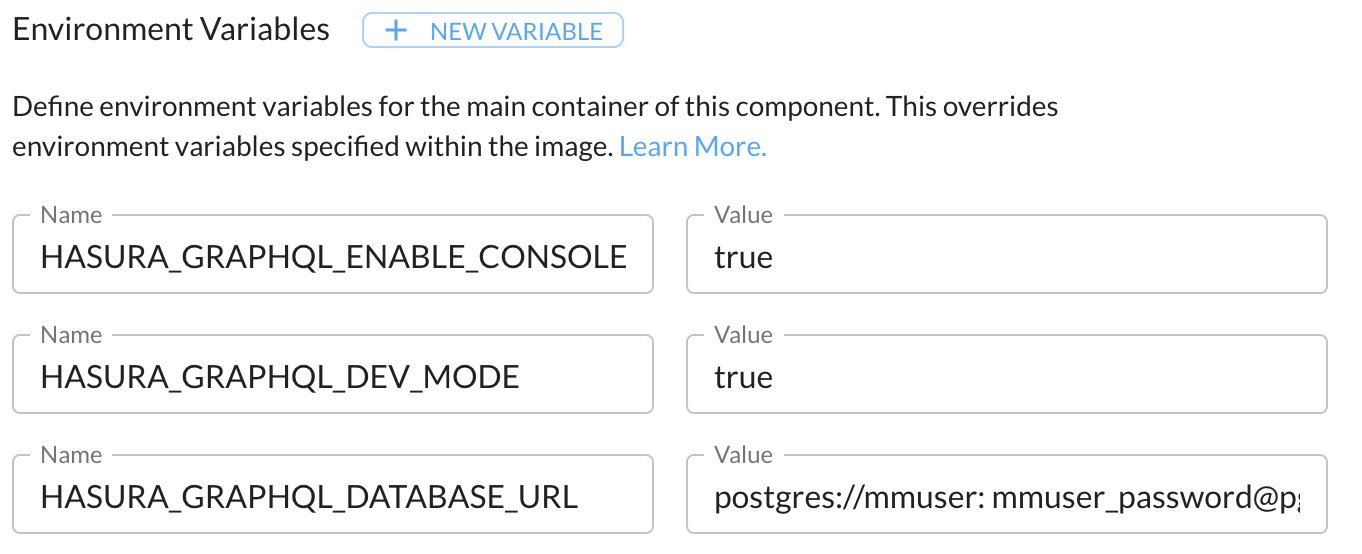 Environment Variables + NEW VARIABLE
Define environment variables for the main container of this component. This overrides
environment variables specified within the image. Learn More.
Name Value
HASURA_GRAPHQL_ENABLE_CONSOLE true
Name Value
HASURA_GRAPHQL_DEV_MODE true
Name Value
HASURA_GRAPHQL_DATABASE_URL postgres://mmuser: mmuser_password@pg